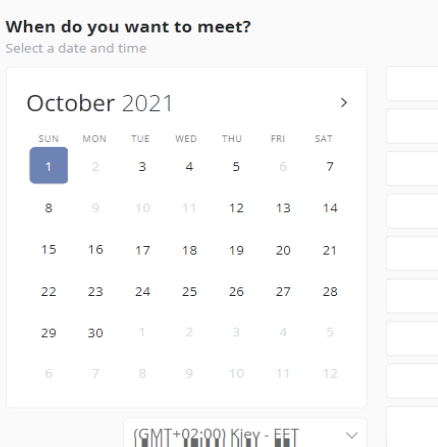 When do you want to meet?
Select a date and time
October 2021 >
SUN MON TUE WED THU FRI SAT
1 2 3 4 5 6 7
8 9 10 11 12 13 14
15 16 17 18 19 20 21
22 23 24 25 26 27 28
29 30 1 2 3 4 5
6 7 8 9 10 11 12
(GMT+02:00) Kiev - EET